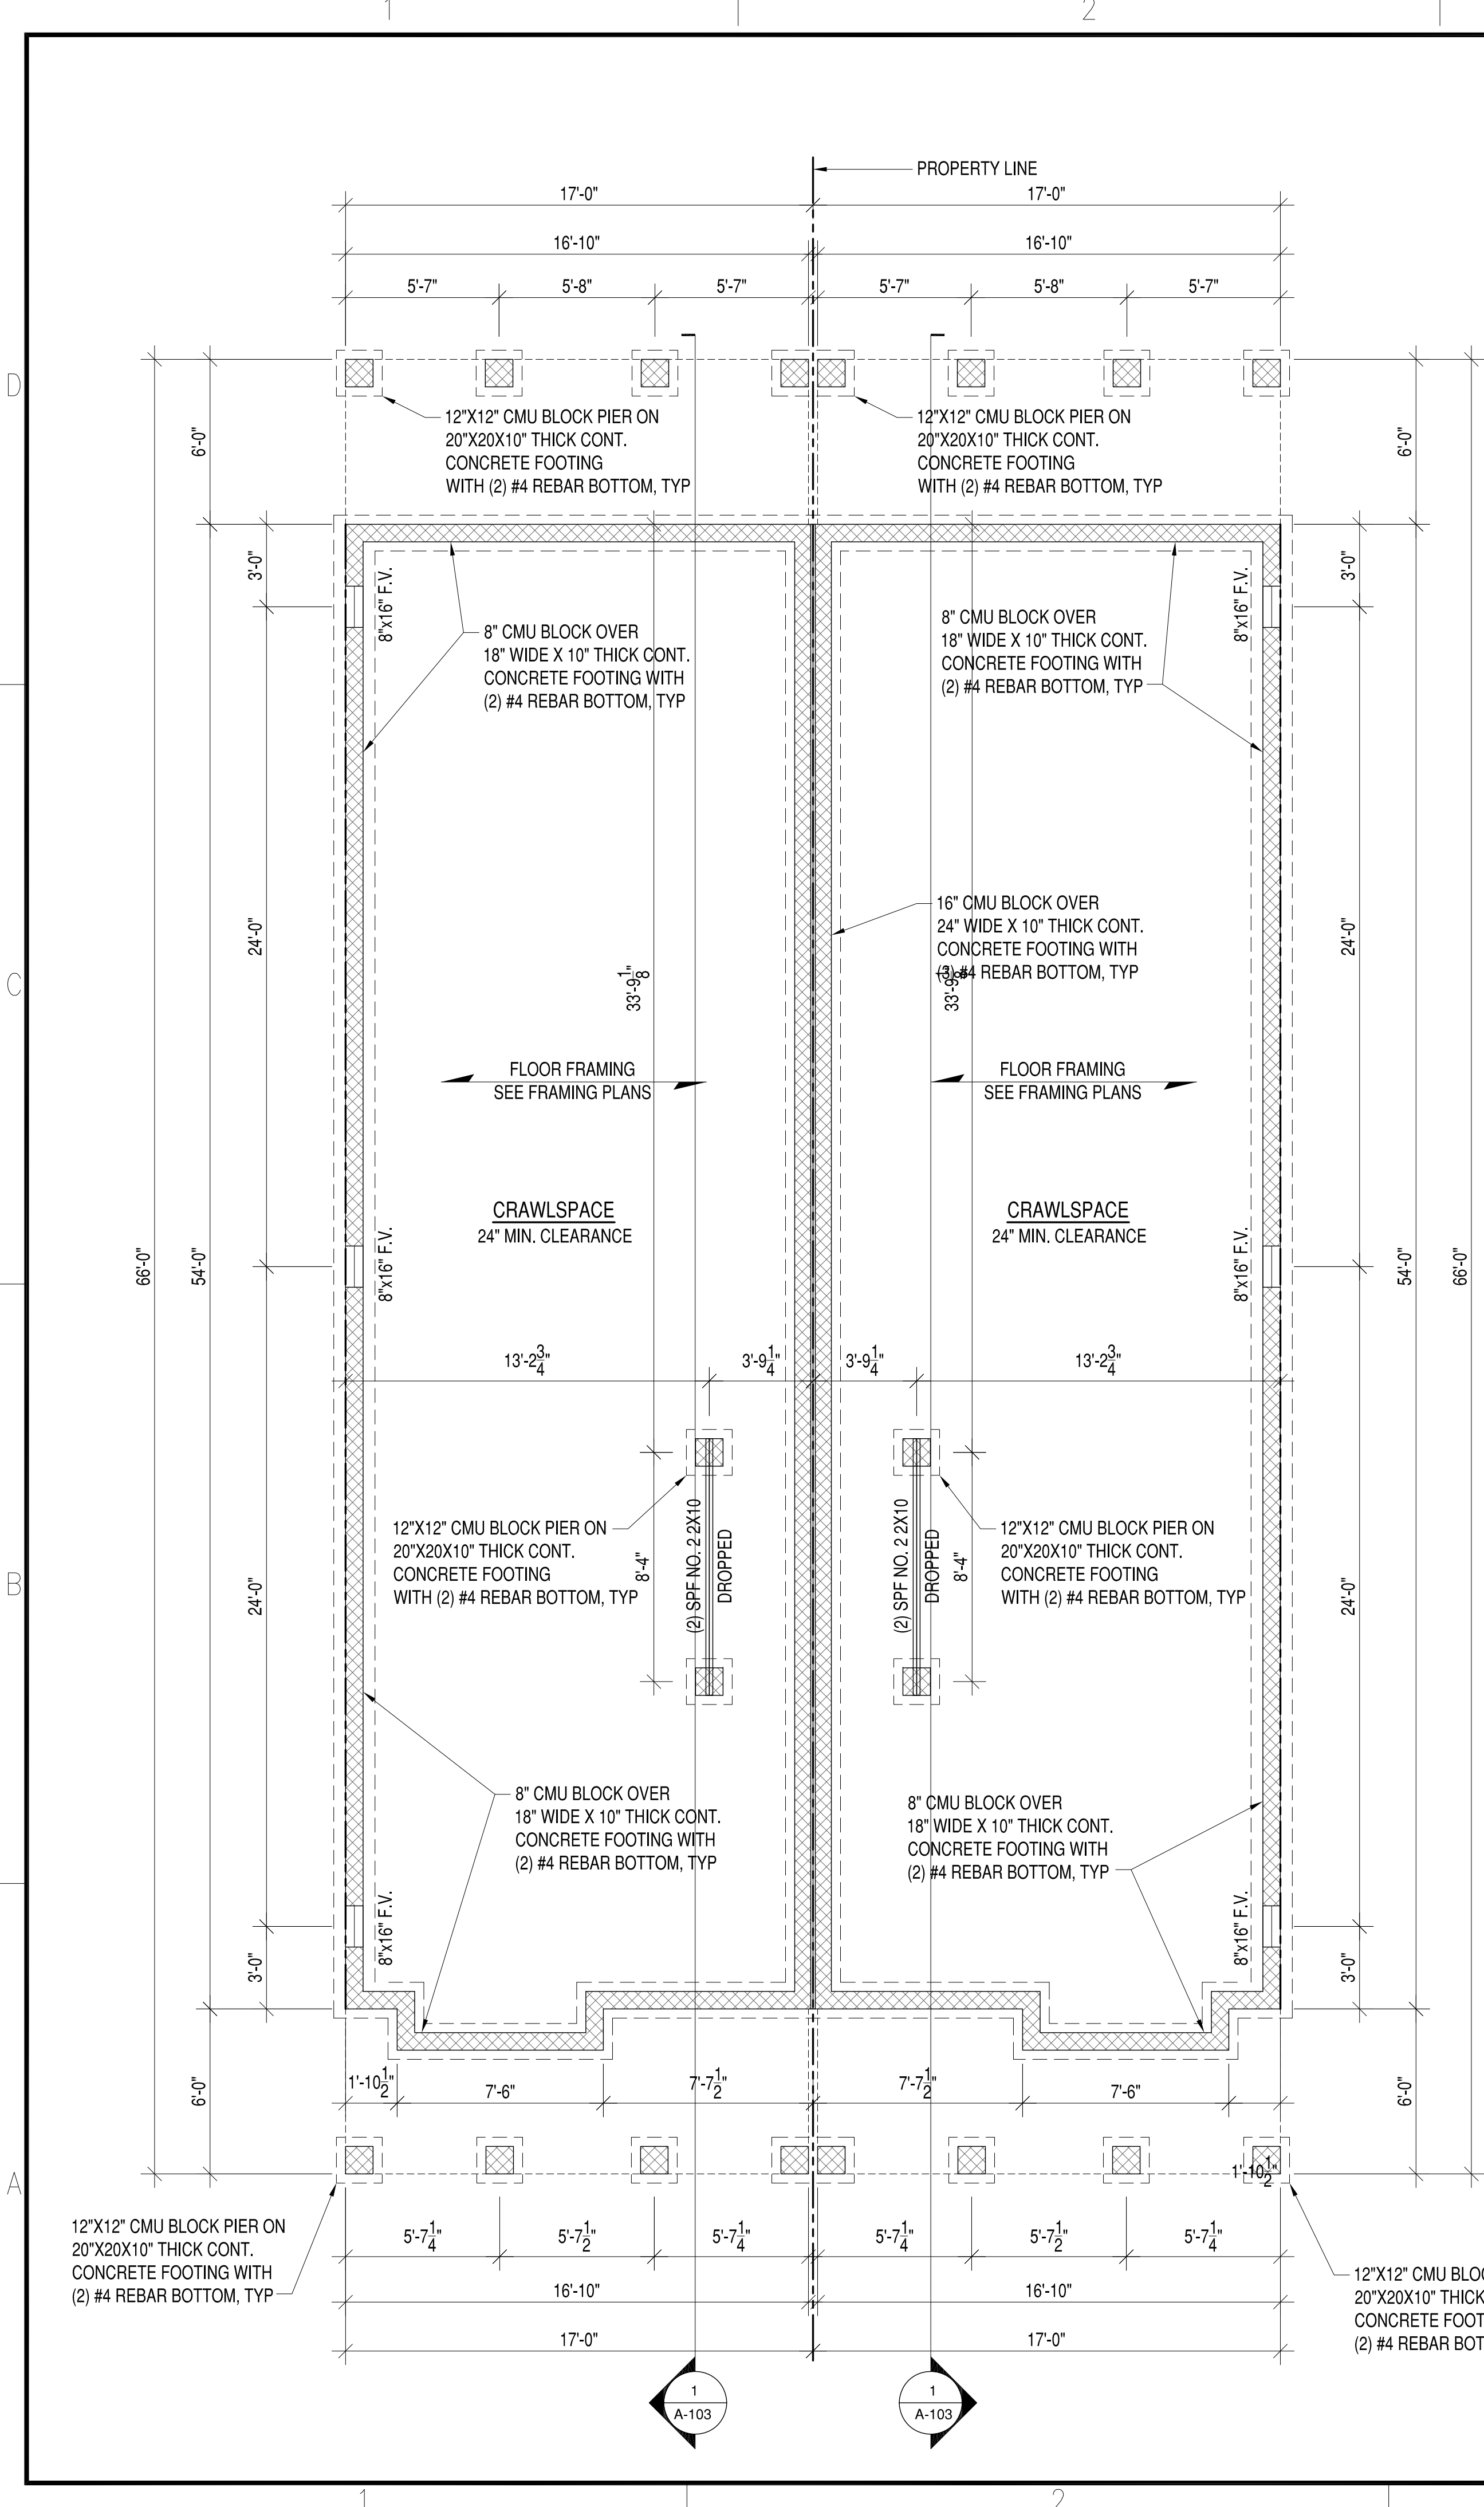 1
2
PROPERTY LINE
17'-0"
17'-0"
16'-10"
16'-10"
5'-7"
5'-8"
5'-7"
5'-7"
5'-8"
5'-7"
D
6'-0"
6'-0"
12"X12" CMU BLOCK PIER ON
20"X20X10" THICK CONT.
CONCRETE FOOTING
WITH (2) #4 REBAR BOTTOM, TYP
12"X12" CMU BLOCK PIER ON
20"X20X10" THICK CONT.
CONCRETE FOOTING
WITH (2) #4 REBAR BOTTOM, TYP
3'-0"
8"x16" F.V.
8"x16" F.V.
3'-0"
8" CMU BLOCK OVER
18" WIDE X 10" THICK CONT.
CONCRETE FOOTING WITH
(2) #4 REBAR BOTTOM, TYP
8" CMU BLOCK OVER
18" WIDE X 10" THICK CONT.
CONCRETE FOOTING WITH
(2) #4 REBAR BOTTOM, TYP
24'-0"
24'-0"
16" CMU BLOCK OVER
24" WIDE X 10" THICK CONT.
CONCRETE FOOTING WITH
(3) #4 REBAR BOTTOM, TYP
C
33'-9 1/8"
33'-9
FLOOR FRAMING
SEE FRAMING PLANS
FLOOR FRAMING
SEE FRAMING PLANS
CRAWLSPACE
24" MIN. CLEARANCE
CRAWLSPACE
24" MIN. CLEARANCE
66'-0"
54'-0"
8"x16" F.V.
8"x16" F.V.
54'-0"
66'-0"
13'-2 3/4"
3'-9 1/4"
3'-9 1/4"
13'-2 3/4"
12"X12" CMU BLOCK PIER ON
20"X20X10" THICK CONT.
CONCRETE FOOTING
WITH (2) #4 REBAR BOTTOM, TYP
8'-4"
(2) SPF NO. 2 2X10
DROPPED
(2) SPF NO. 2 2X10
DROPPED
8'-4"
12"X12" CMU BLOCK PIER ON
20"X20X10" THICK CONT.
CONCRETE FOOTING
WITH (2) #4 REBAR BOTTOM, TYP
B
24'-0"
24'-0"
8" CMU BLOCK OVER
18" WIDE X 10" THICK CONT.
CONCRETE FOOTING WITH
(2) #4 REBAR BOTTOM, TYP
8" CMU BLOCK OVER
18" WIDE X 10" THICK CONT.
CONCRETE FOOTING WITH
(2) #4 REBAR BOTTOM, TYP
8"x16" F.V.
8"x16" F.V.
3'-0"
3'-0"
6'-0"
6'-0"
1'-10 1/2"
7'-6"
7'-7 1/2"
7'-7 1/2"
7'-6"
1'-10 1/2"
A
12"X12" CMU BLOCK PIER ON
20"X20X10" THICK CONT.
CONCRETE FOOTING WITH
(2) #4 REBAR BOTTOM, TYP
5'-7 1/4"
5'-7 1/2"
5'-7 1/4"
5'-7 1/4"
5'-7 1/2"
5'-7 1/4"
16'-10"
16'-10"
17'-0"
17'-0"
12"X12" CMU
20"X20X10" THICK
CONCRETE
(2) #4 REBAR
1
A-103
1
A-103
1
2